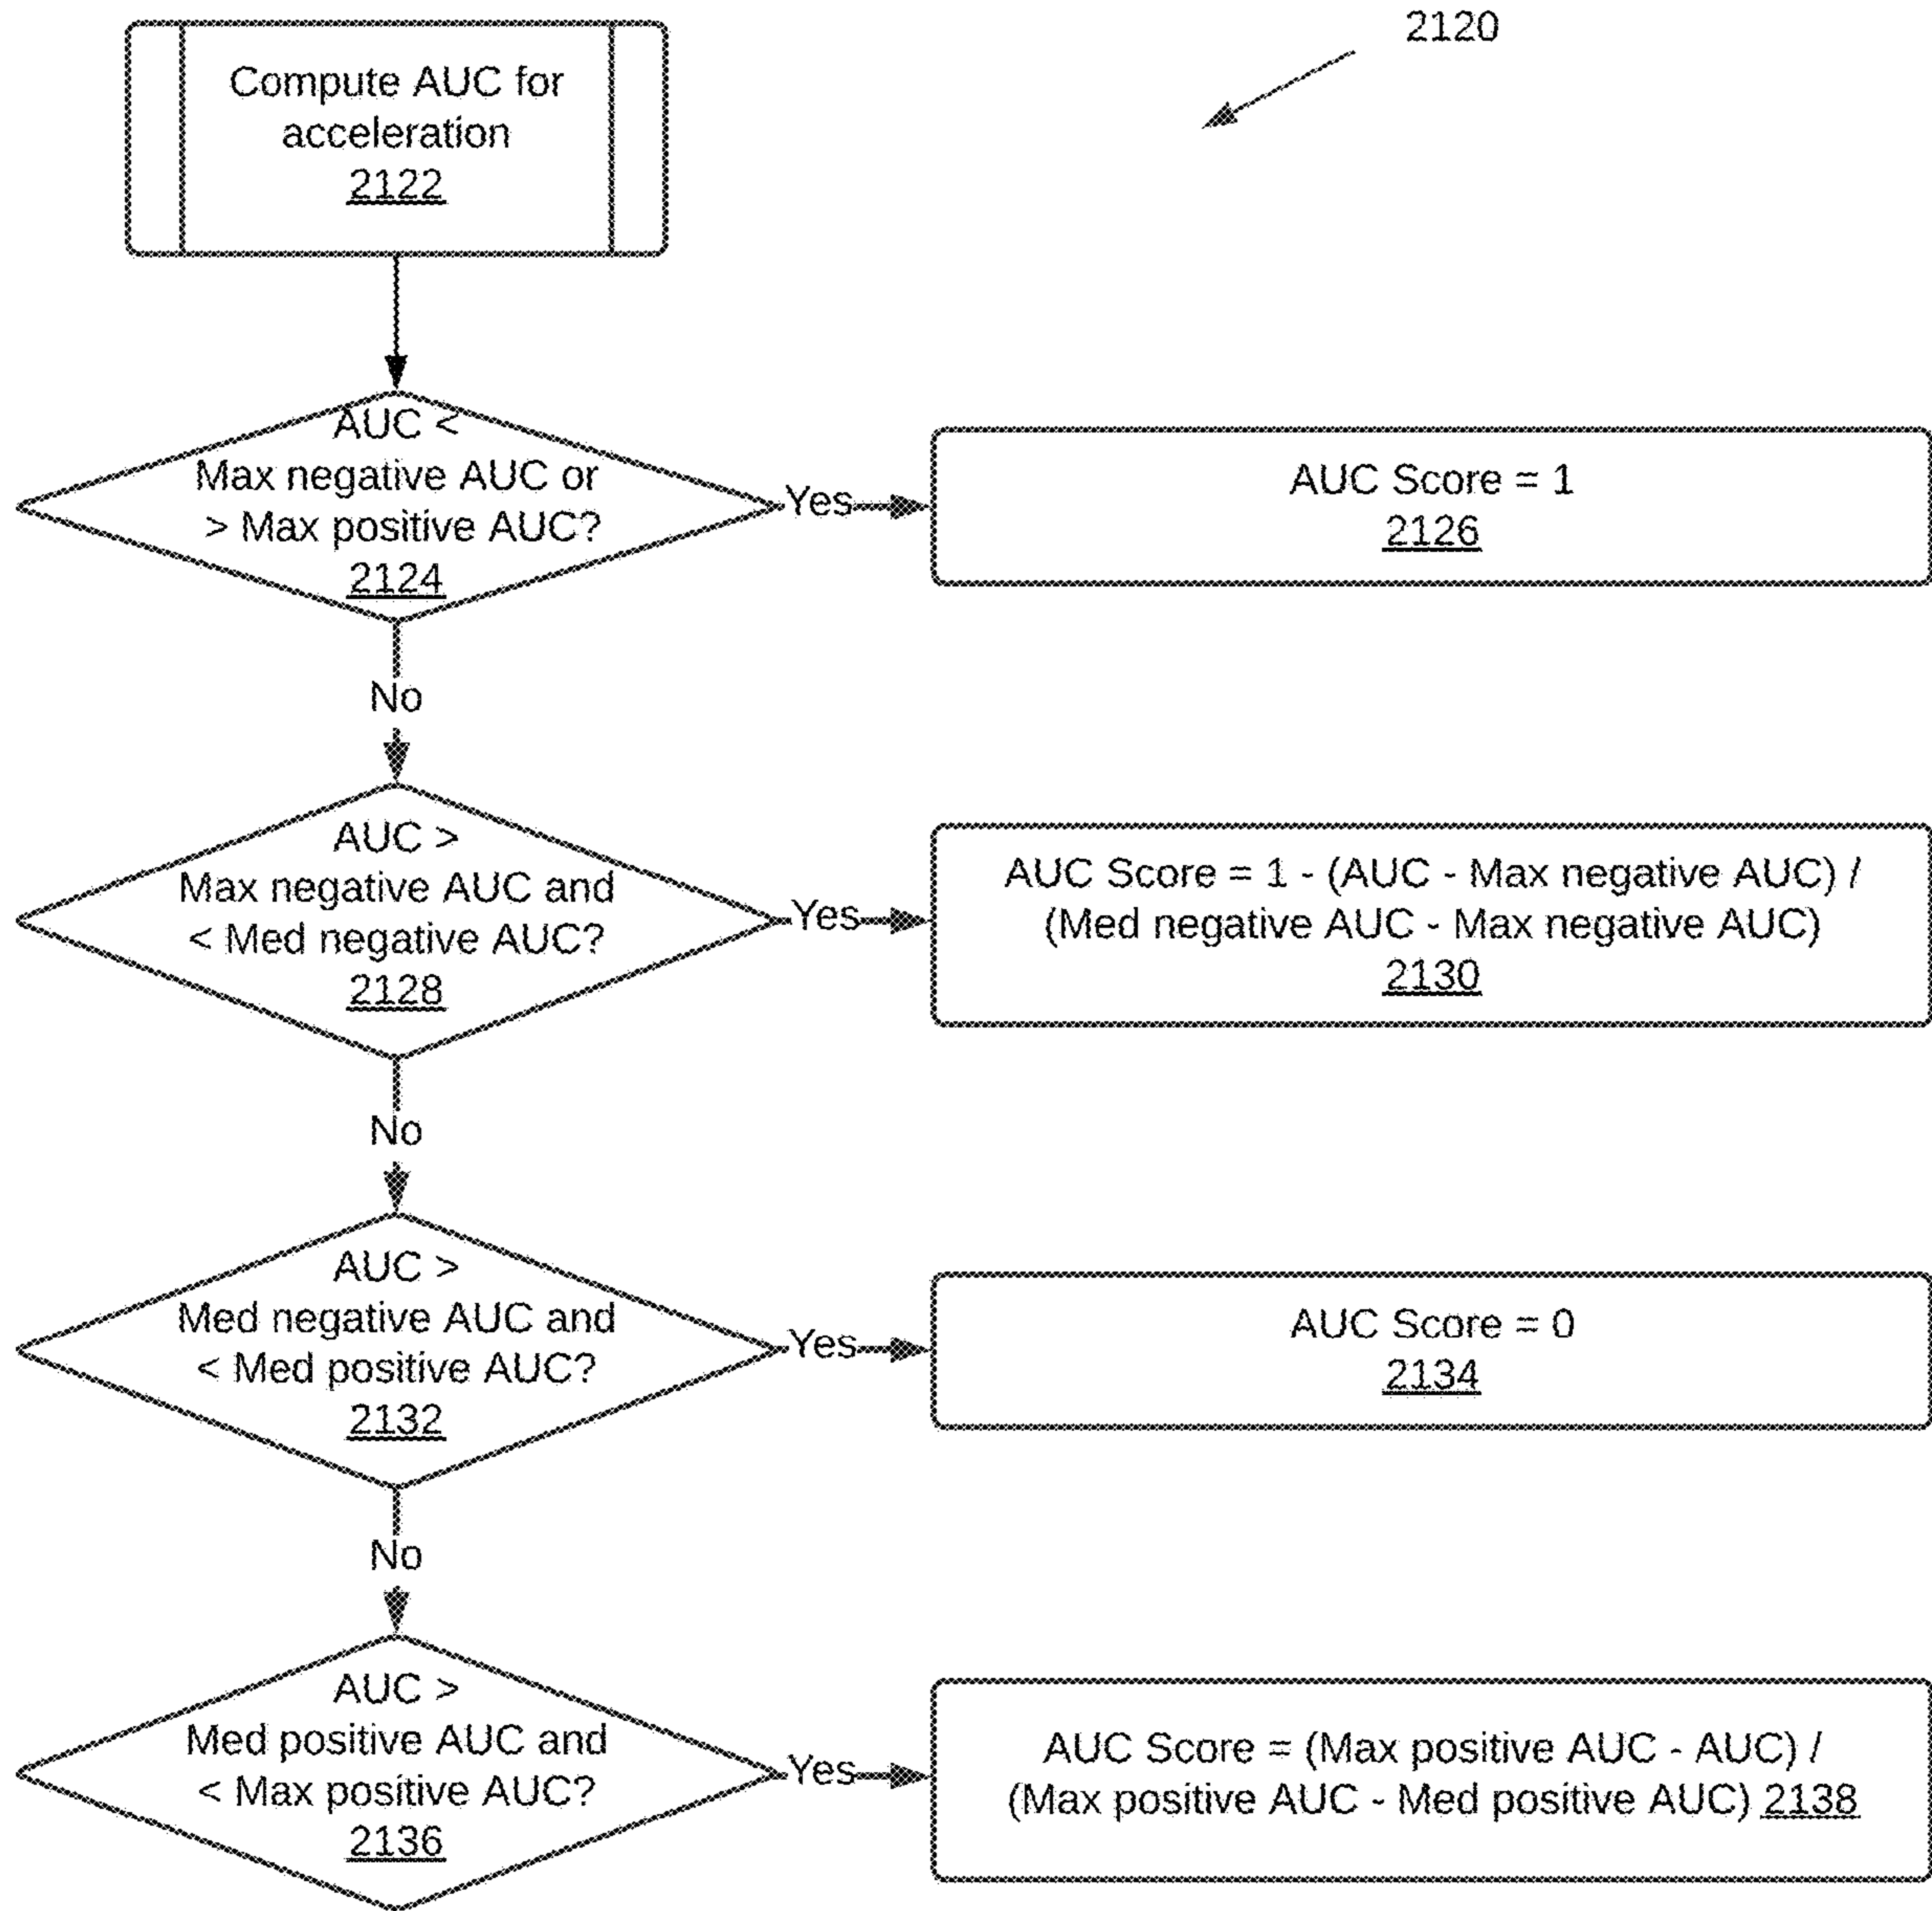 2120
Compute AUC for
acceleration
2122
AUC <
Max negative AUC or
> Max positive AUC?
2124
Yes
AUC Score = 1
2126
No
AUC >
Max negative AUC and
< Med negative AUC?
2128
Yes
AUC Score = 1 - (AUC - Max negative AUC) /
(Med negative AUC - Max negative AUC)
2130
No
AUC >
Med negative AUC and
< Med positive AUC?
2132
Yes
AUC Score = 0
2134
No
AUC >
Med positive AUC and
< Max positive AUC?
2136
Yes
AUC Score = (Max positive AUC - AUC) /
(Max positive AUC - Med positive AUC) 2138